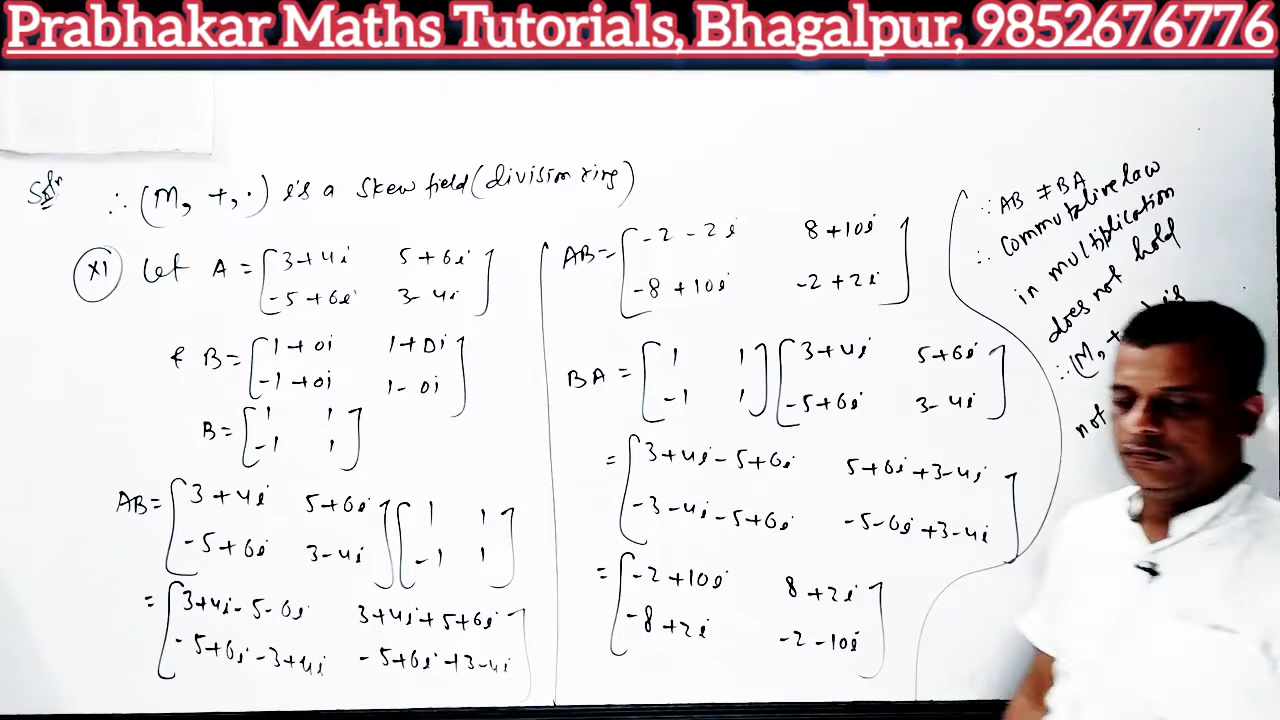 Prabhakar Maths Tutorials, Bhagalpur, 9852676776
Soln
∴ (M, +, ·) is a skew field (division ring)
(XI) Let A = [3+4i 5+6i
-5+6i 3-4i]
& B = [1+0i 1+0i
-1+0i 1-0i]
B = [1 1
-1 1]
AB = [3+4i 5+6i
-5+6i 3-4i] [1 1
-1 1]
= [3+4i-5-6i 3+4i+5+6i
-5+6i-3+4i -5+6i+3-4i]
AB = [-2-2i 8+10i
-8+10i -2+2i]
BA = [1 1
-1 1] [3+4i 5+6i
-5+6i 3-4i]
= [3+4i-5+6i 5+6i+3-4i
-3-4i-5+6i -5-6i+3-4i]
= [-2+10i 8+2i
-8+2i -2-10i]
∵ AB ≠ BA
∴ Commutative law
in multiplication
does not hold
∴ (M, + is
not